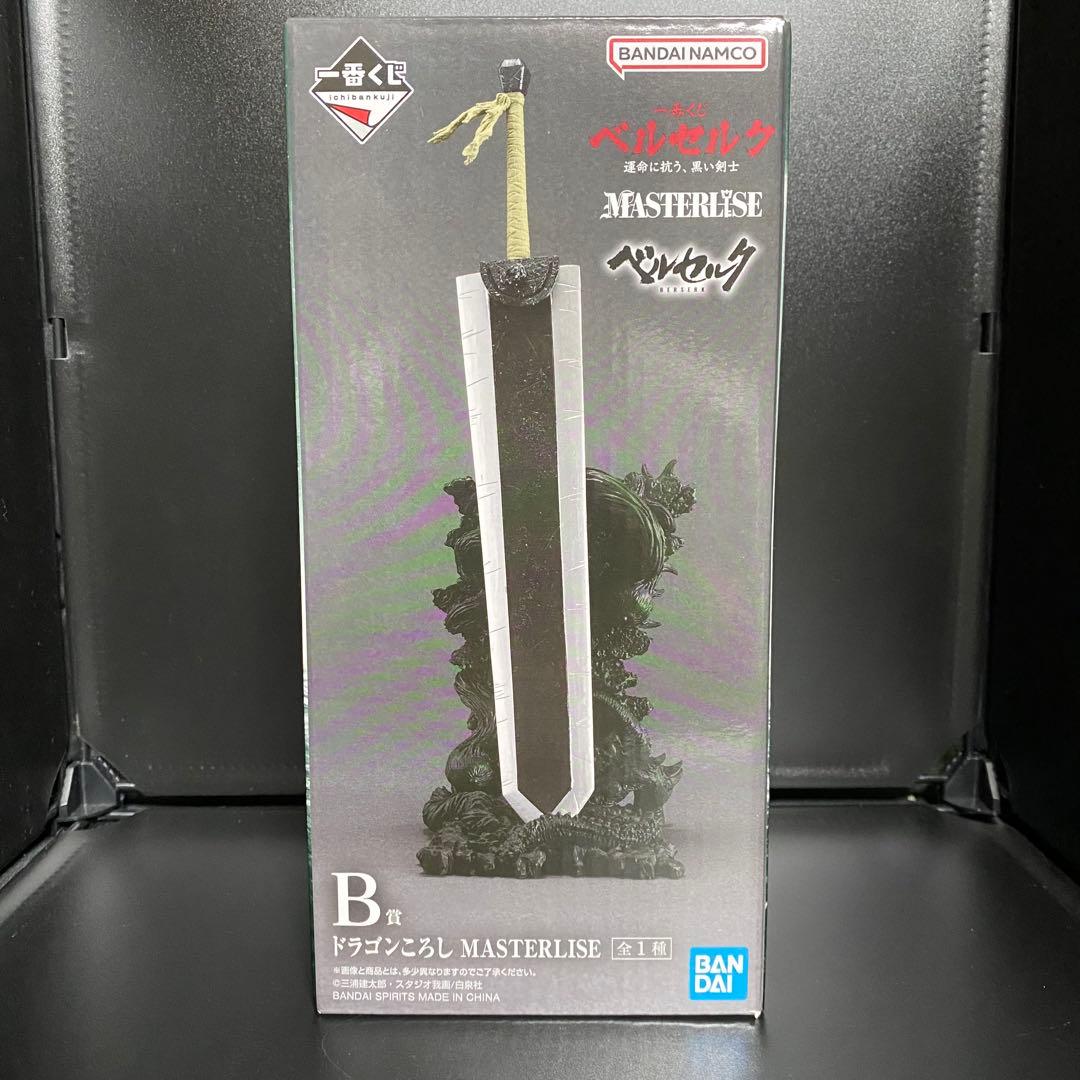 一番くじ
ichibankuji
BANDAI NAMCO
一番くじ
ベルセルク
運命に抗う、黒い剣士
MASTERLISE
ベルセルク
BERSERK
B賞
ドラゴンころし MASTERLISE 全1種
※画像と商品とは、多少異なりますのでご了承ください。
©三浦建太郎・スタジオ我画/白泉社
BANDAI SPIRITS MADE IN CHINA
BAN
DAI